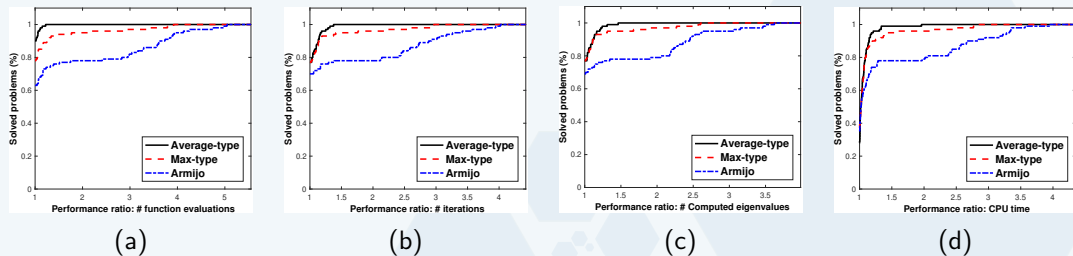 Solved problems (%)
1
0.8
0.6
0.4
0.2
0
Average-type
Max-type
Armijo
1 2 3 4 5
Performance ratio: # function evaluations
(a)
Solved problems (%)
1
0.8
0.6
0.4
0.2
0
Average-type
Max-type
Armijo
1 1.5 2 2.5 3 3.5 4
Performance ratio: # iterations
(b)
Solved problems (%)
1
0.8
0.6
0.4
0.2
0
Average-type
Max-type
Armijo
1 1.5 2 2.5 3 3.5
Performance ratio: # Computed eigenvalues
(c)
Solved problems (%)
1
0.8
0.6
0.4
0.2
0
Average-type
Max-type
Armijo
1 1.5 2 2.5 3 3.5 4
Performance ratio: CPU time
(d)